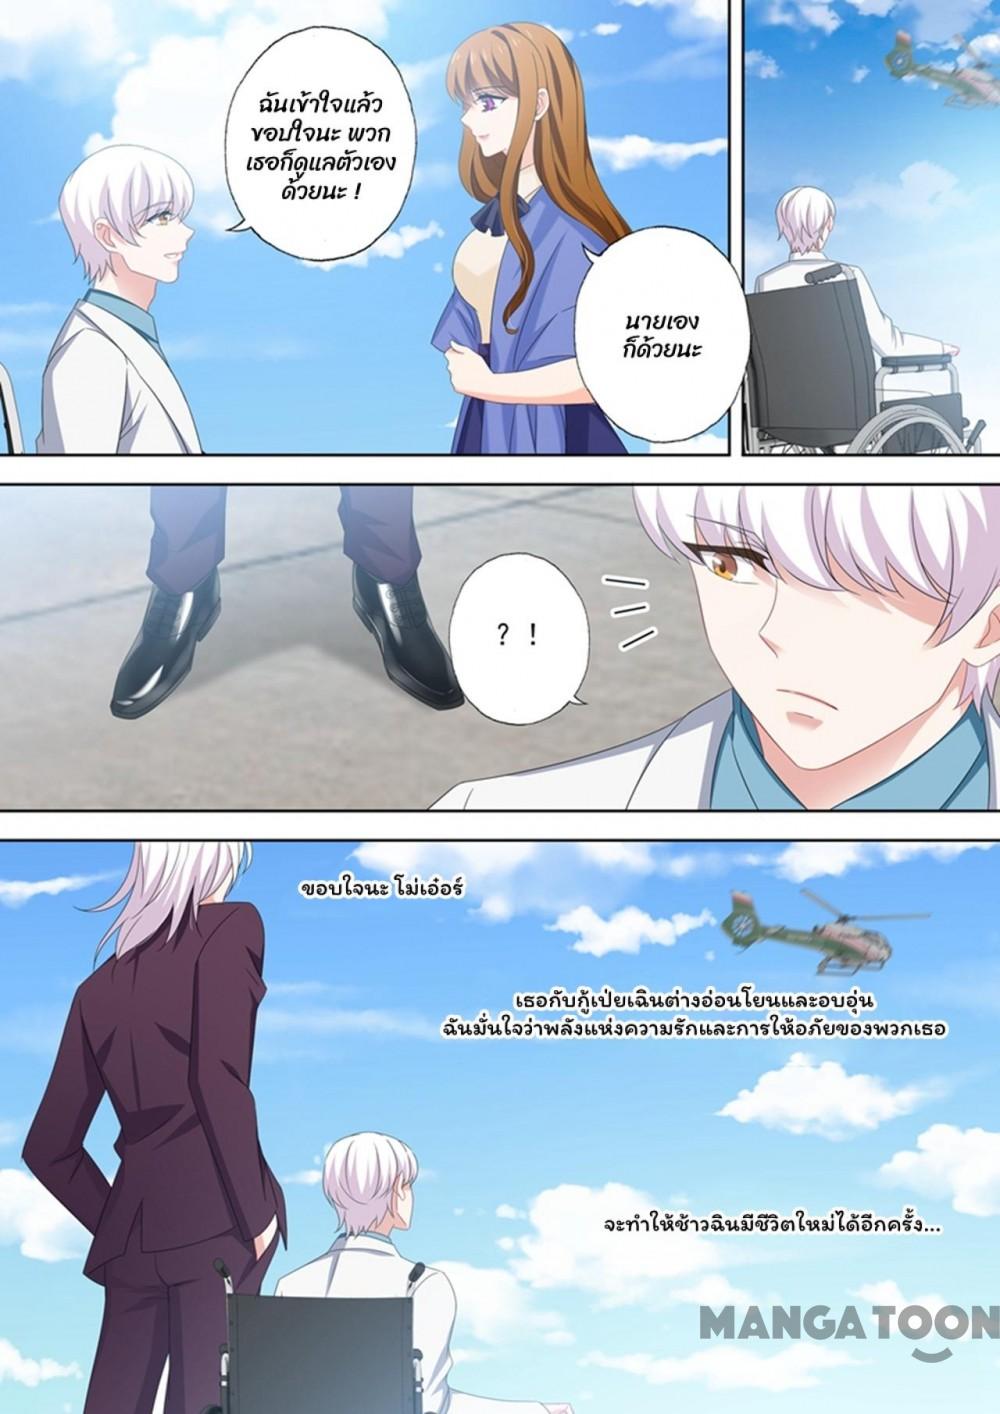 ฉันเข้าใจแล้ว
ขอบใจนะ พวก
เธอก็ดูแลตัวเอง
ด้วยนะ !
นายเอง
ก็ด้วยนะ
? !
ขอบใจนะ โม่เอ๋อร์
เธอกับกู้เป่ยเฉินต่างอ่อนโยนและอบอุ่น
ฉันมั่นใจว่าพลังแห่งความรักและการให้อภัยของพวกเธอ
จะทำให้ช้าวฉินมีชีวิตใหม่ได้อีกครั้ง...
MANGATOON